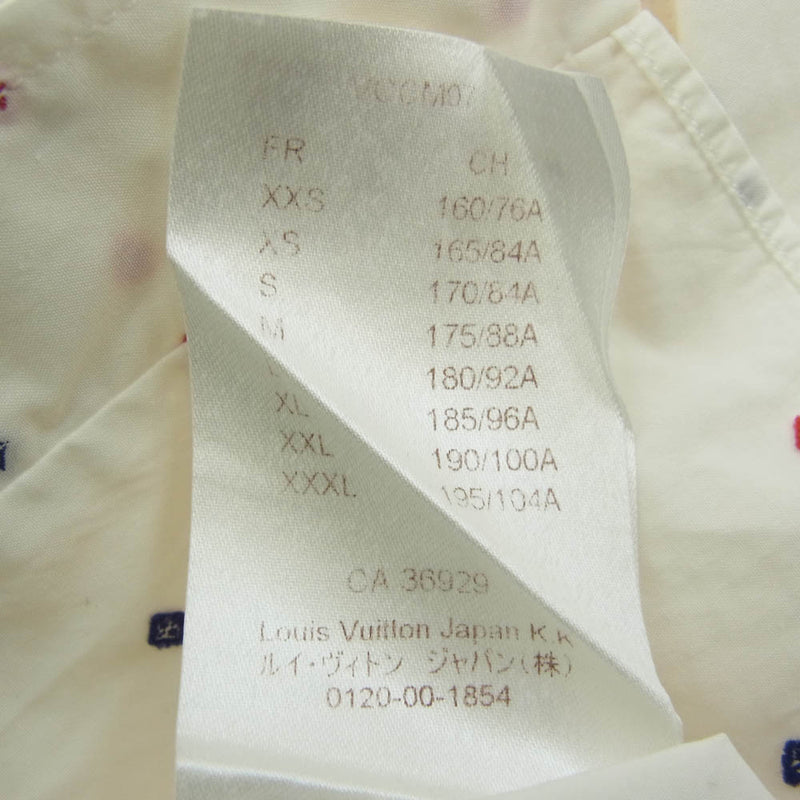 FR CH
XXS 160/76A
XS 165/84A
S 170/84A
M 175/88A
180/92A
XL 185/96A
XXL 190/100A
XXXL 195/104A
CA 36929
Louis Vuitton Japan K.K
ルイ・ヴィトン ジャパン(株)
0120-00-1854